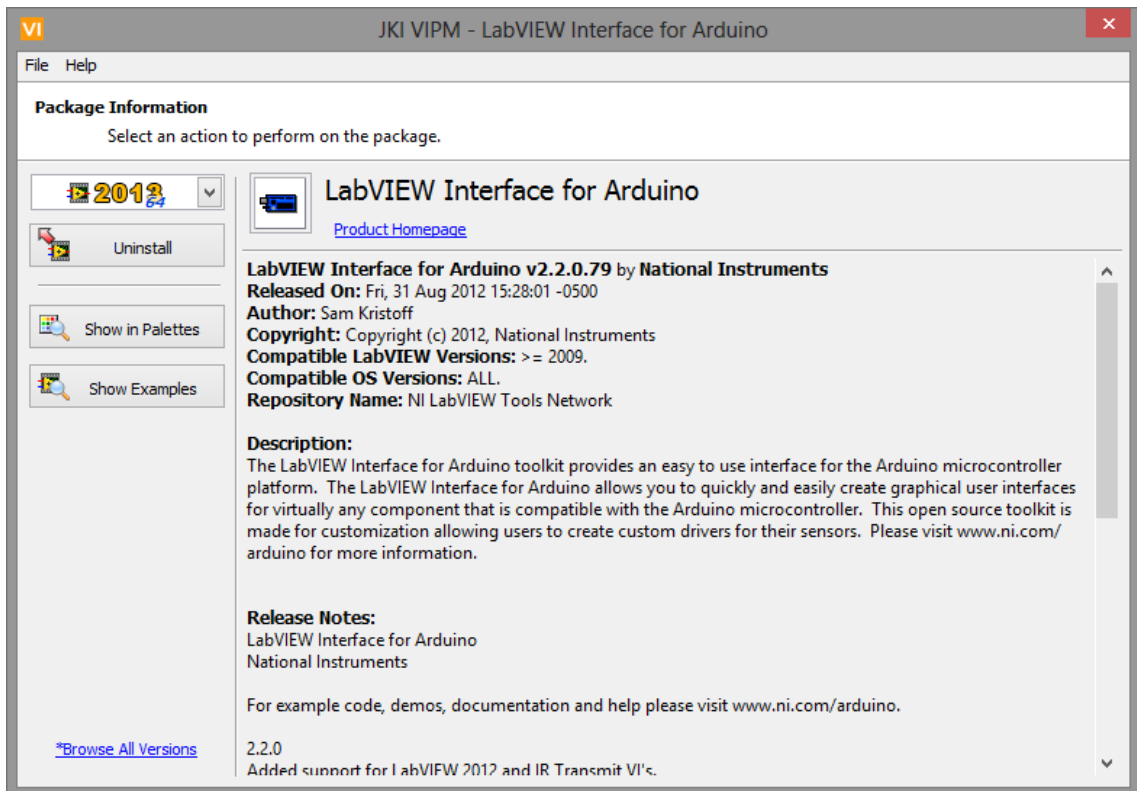 VI
JKI VIPM - LabVIEW Interface for Arduino
File Help
Package Information
Select an action to perform on the package.
2013
64
Uninstall
Show in Palettes
Show Examples
*Browse All Versions
LabVIEW Interface for Arduino
Product Homepage
LabVIEW Interface for Arduino v2.2.0.79 by National Instruments
Released On: Fri, 31 Aug 2012 15:28:01 -0500
Author: Sam Kristoff
Copyright: Copyright (c) 2012, National Instruments
Compatible LabVIEW Versions: >= 2009.
Compatible OS Versions: ALL.
Repository Name: NI LabVIEW Tools Network
Description:
The LabVIEW Interface for Arduino toolkit provides an easy to use interface for the Arduino microcontroller
platform.  The LabVIEW Interface for Arduino allows you to quickly and easily create graphical user interfaces
for virtually any component that is compatible with the Arduino microcontroller.  This open source toolkit is
made for customization allowing users to create custom drivers for their sensors.  Please visit www.ni.com/
arduino for more information.
Release Notes:
LabVIEW Interface for Arduino
National Instruments
For example code, demos, documentation and help please visit www.ni.com/arduino.
2.2.0
Added support for LabVIEW 2012 and IR Transmit VI's.